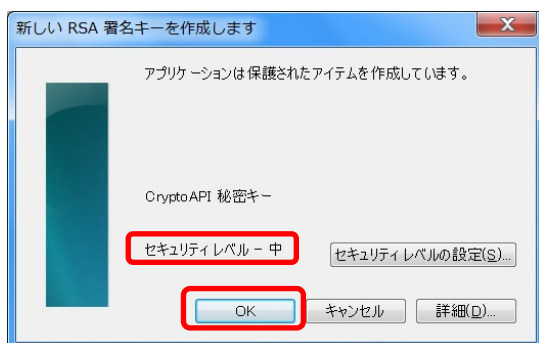 新しい RSA 署名キーを作成します
X
アプリケーションは保護されたアイテムを作成しています。
CryptoAPI 秘密キー
セキュリティ レベル - 中
セキュリティ レベルの設定(S)...
OK
キャンセル
詳細(D)...